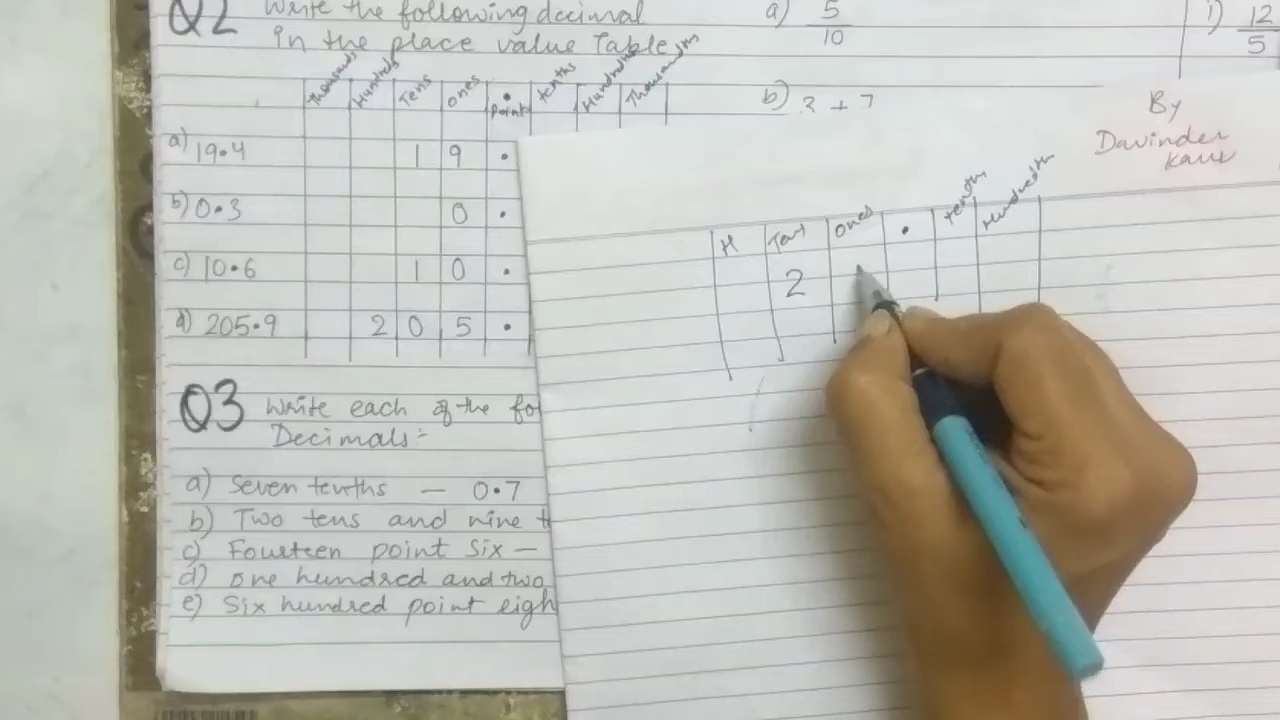 Q2 Write the following decimal
in the place value Table
Thousands Hundreds Tens Ones • Point tenths Hundredths Thousandths
a) 19.4 1 9 •
b) 0.3 0 •
c) 10.6 1 0 •
d) 205.9 2 0 5 •
Q3 Write each of the fol
Decimals:-
a) Seven tenths — 0.7
b) Two tens and nine t
c) Fourteen point Six —
d) one hundred and two
e) Six hundred point eigh
a) 5
10
b) 2 + 7
i) 12
5
By
Davinder
Kaur
H Tens Ones • tenths Hundredths
2